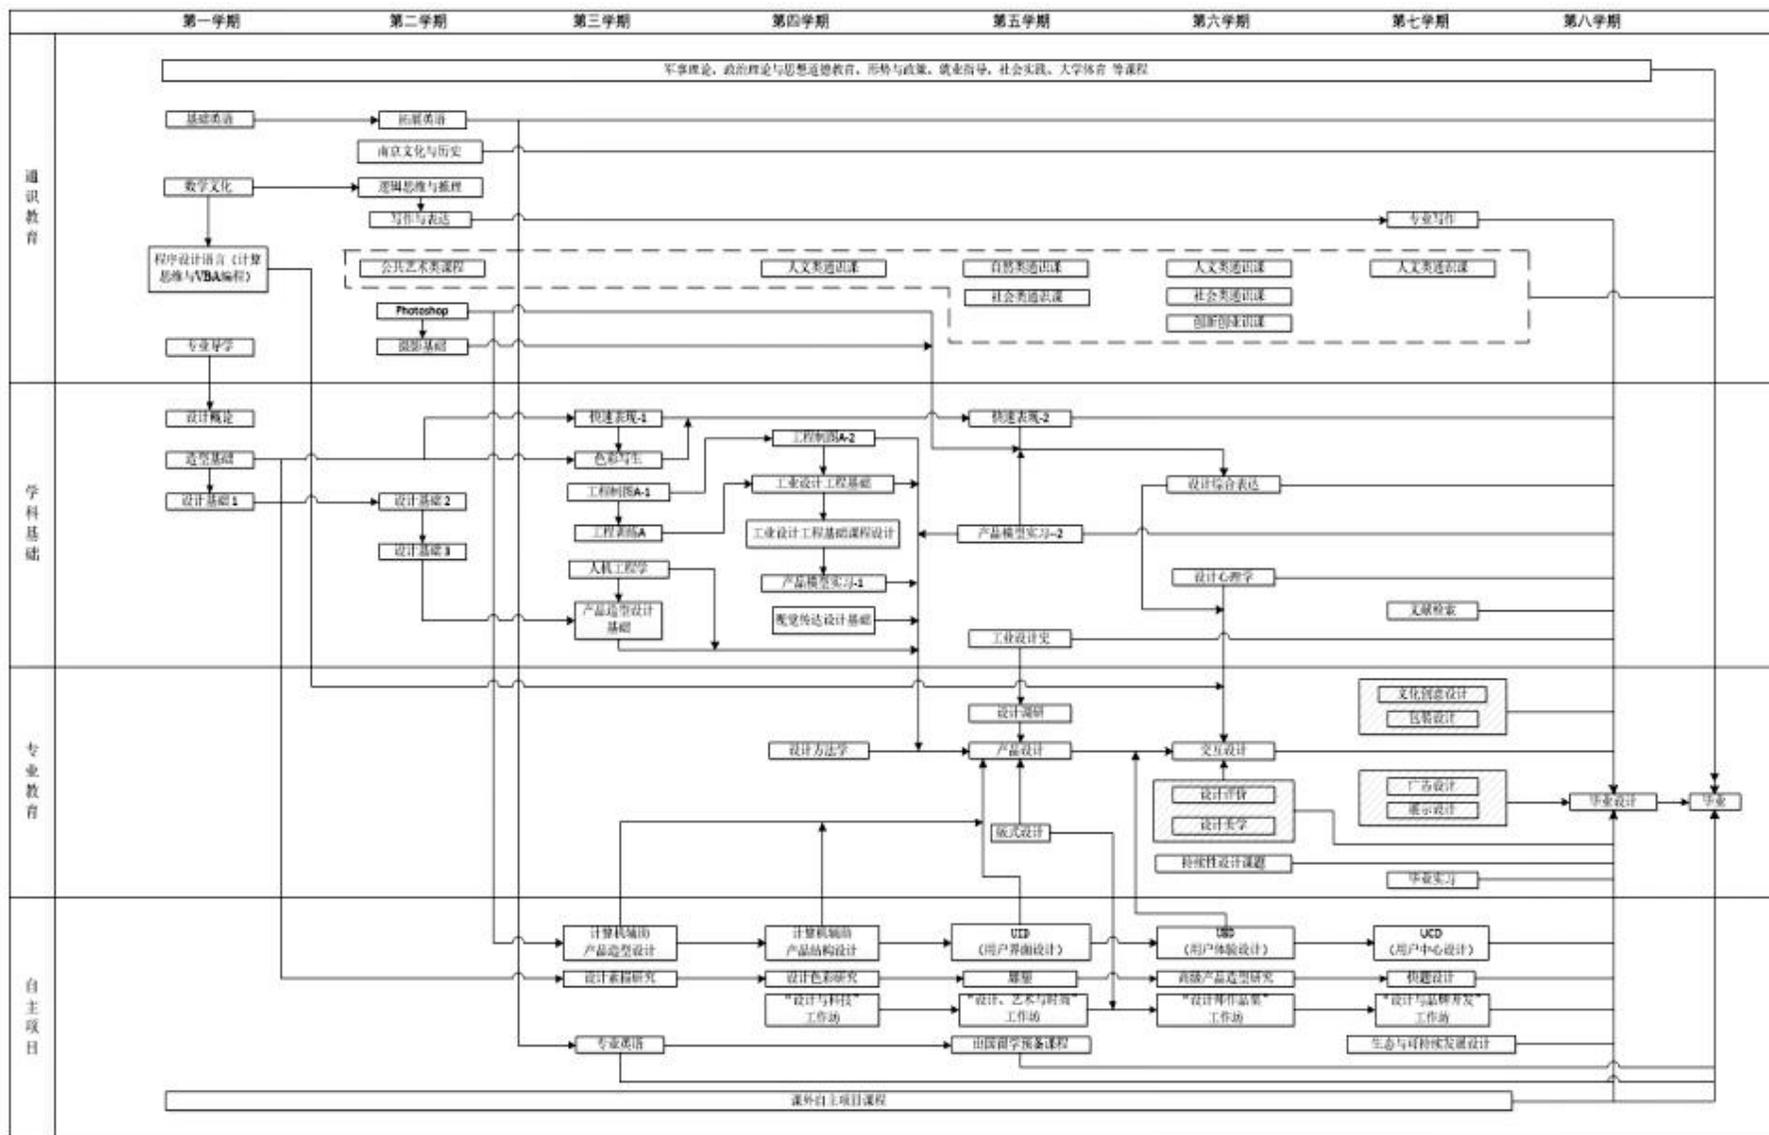 第一学期
第二学期
第三学期
第四学期
第五学期
第六学期
第七学期
第八学期
通识教育
军事理论、政治理论与思想道德教育、形势与政策、就业指导、社会实践、大学体育 等课程
基础英语
拓展英语
南京文化与历史
数学文化
逻辑思维与推理
写作与表达
专业写作
程序设计语言（计算
思维与VBA编程）
公共艺术类课程
人文类通识课
自然类通识课
人文类通识课
人文类通识课
社会类通识课
社会类通识课
创新创业识课
Photoshop
摄影基础
专业导学
学科基础
设计概论
快速表现-1
快速表现-2
造型基础
色彩写生
工程制图A-2
设计基础 1
设计基础 2
工程制图A-1
工业设计工程基础
设计综合表达
工程训练A
工业设计工程基础课程设计
产品模型实习-2
设计基础 3
人机工程学
产品模型实习-1
设计心理学
产品造型设计
基础
视觉传达设计基础
文献检索
工业设计史
专业教育
文化创意设计
包装设计
设计调研
设计方法学
产品设计
交互设计
设计评价
设计美学
广告设计
展示设计
毕业设计
毕业
版式设计
持续性设计课题
毕业实习
自主项目
计算机辅助
产品造型设计
计算机辅助
产品结构设计
UID
（用户界面设计）
UED
（用户体验设计）
UCD
（用户中心设计）
设计素描研究
设计色彩研究
雕塑
高级产品造型研究
快题设计
“设计与科技”
工作坊
“设计、艺术与时尚”
工作坊
“设计师作品集”
工作坊
“设计与品牌开发”
工作坊
专业英语
出国留学预备课程
生态与可持续发展设计
课外自主项目课程